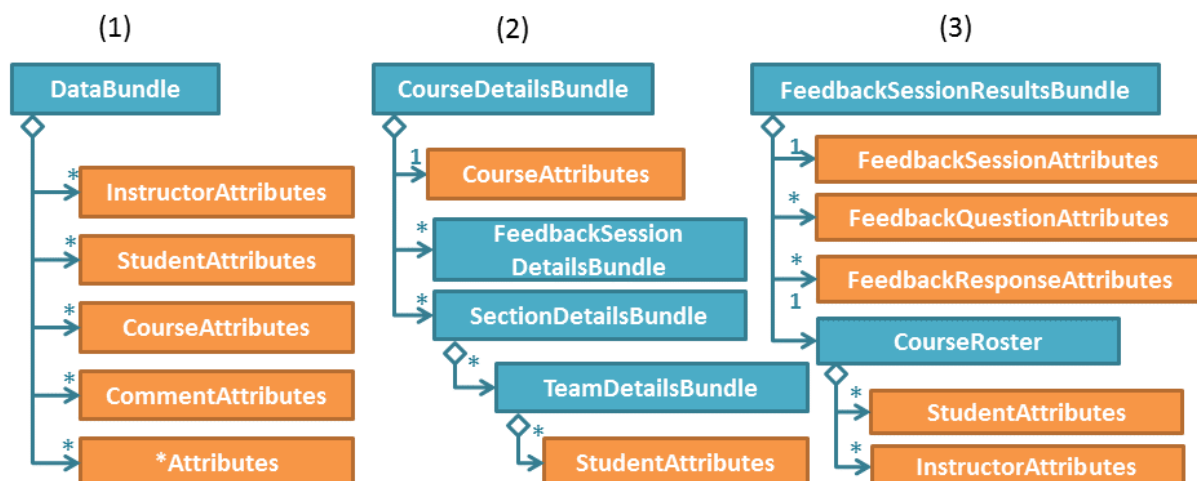 (1)
DataBundle
*
InstructorAttributes
*
StudentAttributes
*
CourseAttributes
*
CommentAttributes
*
*Attributes
(2)
CourseDetailsBundle
1
CourseAttributes
*
FeedbackSession
DetailsBundle
*
SectionDetailsBundle
*
TeamDetailsBundle
*
StudentAttributes
(3)
FeedbackSessionResultsBundle
1
FeedbackSessionAttributes
*
FeedbackQuestionAttributes
*
FeedbackResponseAttributes
1
CourseRoster
*
StudentAttributes
*
InstructorAttributes